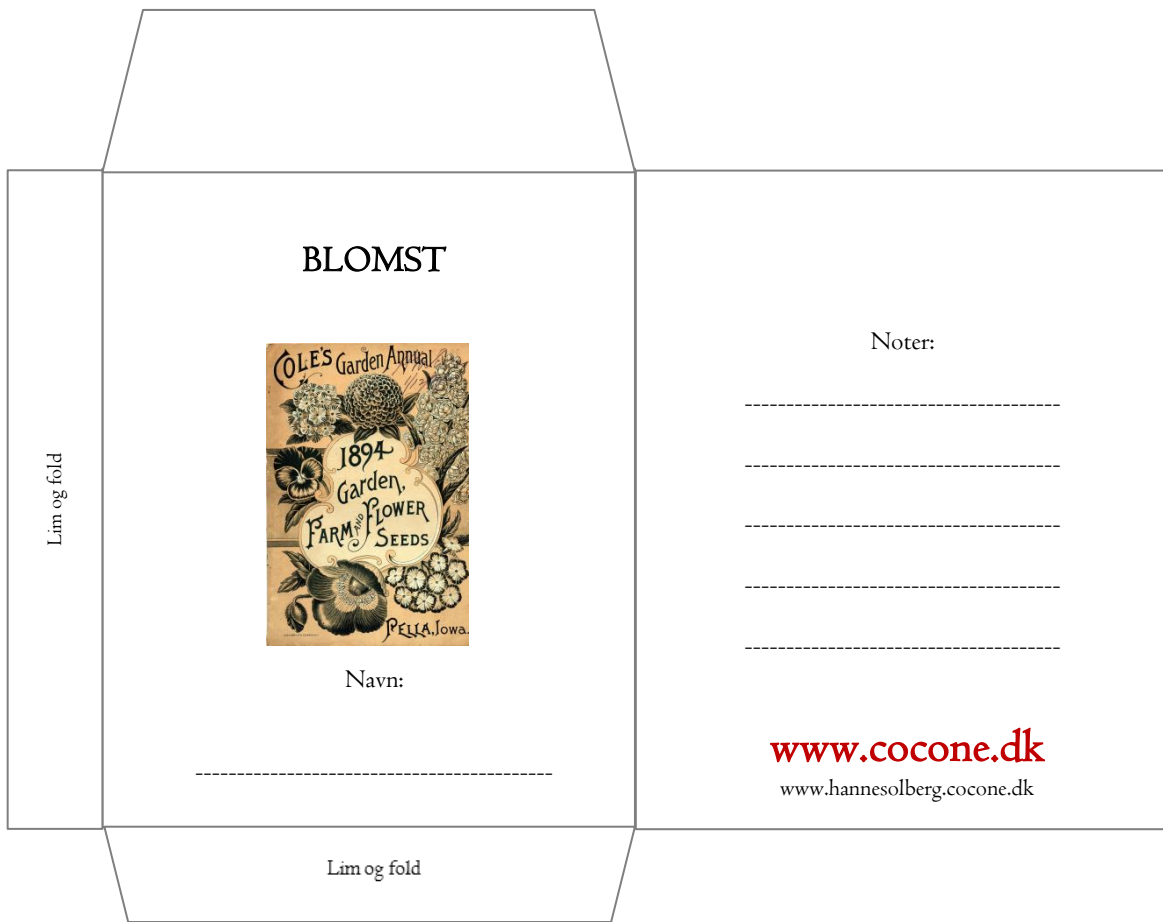 BLOMST
COLE'S Garden Annual
1894
Garden,
FARM AND FLOWER
SEEDS
PELLA, Iowa.
Navn:
-------------------------------------------
Lim og fold
Lim og fold
Noter:
--------------------------------------
--------------------------------------
--------------------------------------
--------------------------------------
--------------------------------------
www.cocone.dk
www.hannesolberg.cocone.dk